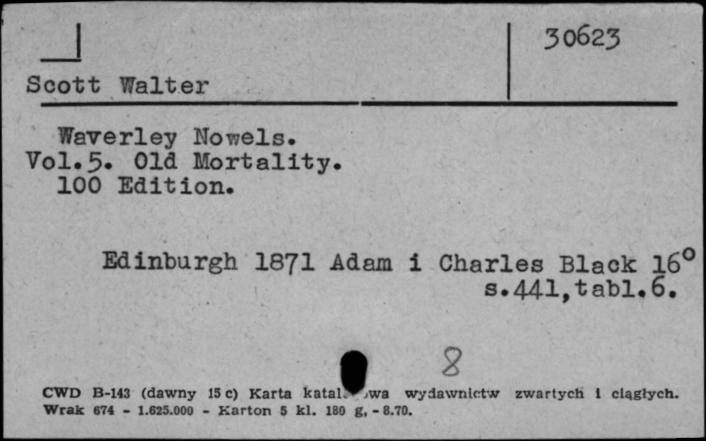 30623
Scott Walter
Waverley Nowels.
Vol.5. Old Mortality.
100 Edition.
Edinburgh 1871 Adam i Charles Black 16°
s.441,tabl.6.
8
CWD B-143 (dawny 15 c) Karta wydawnictw zwartych i ciągłych.
Wrak 674 - 1.625.000 - Karton 5 kl. 180 g, - 8.70.